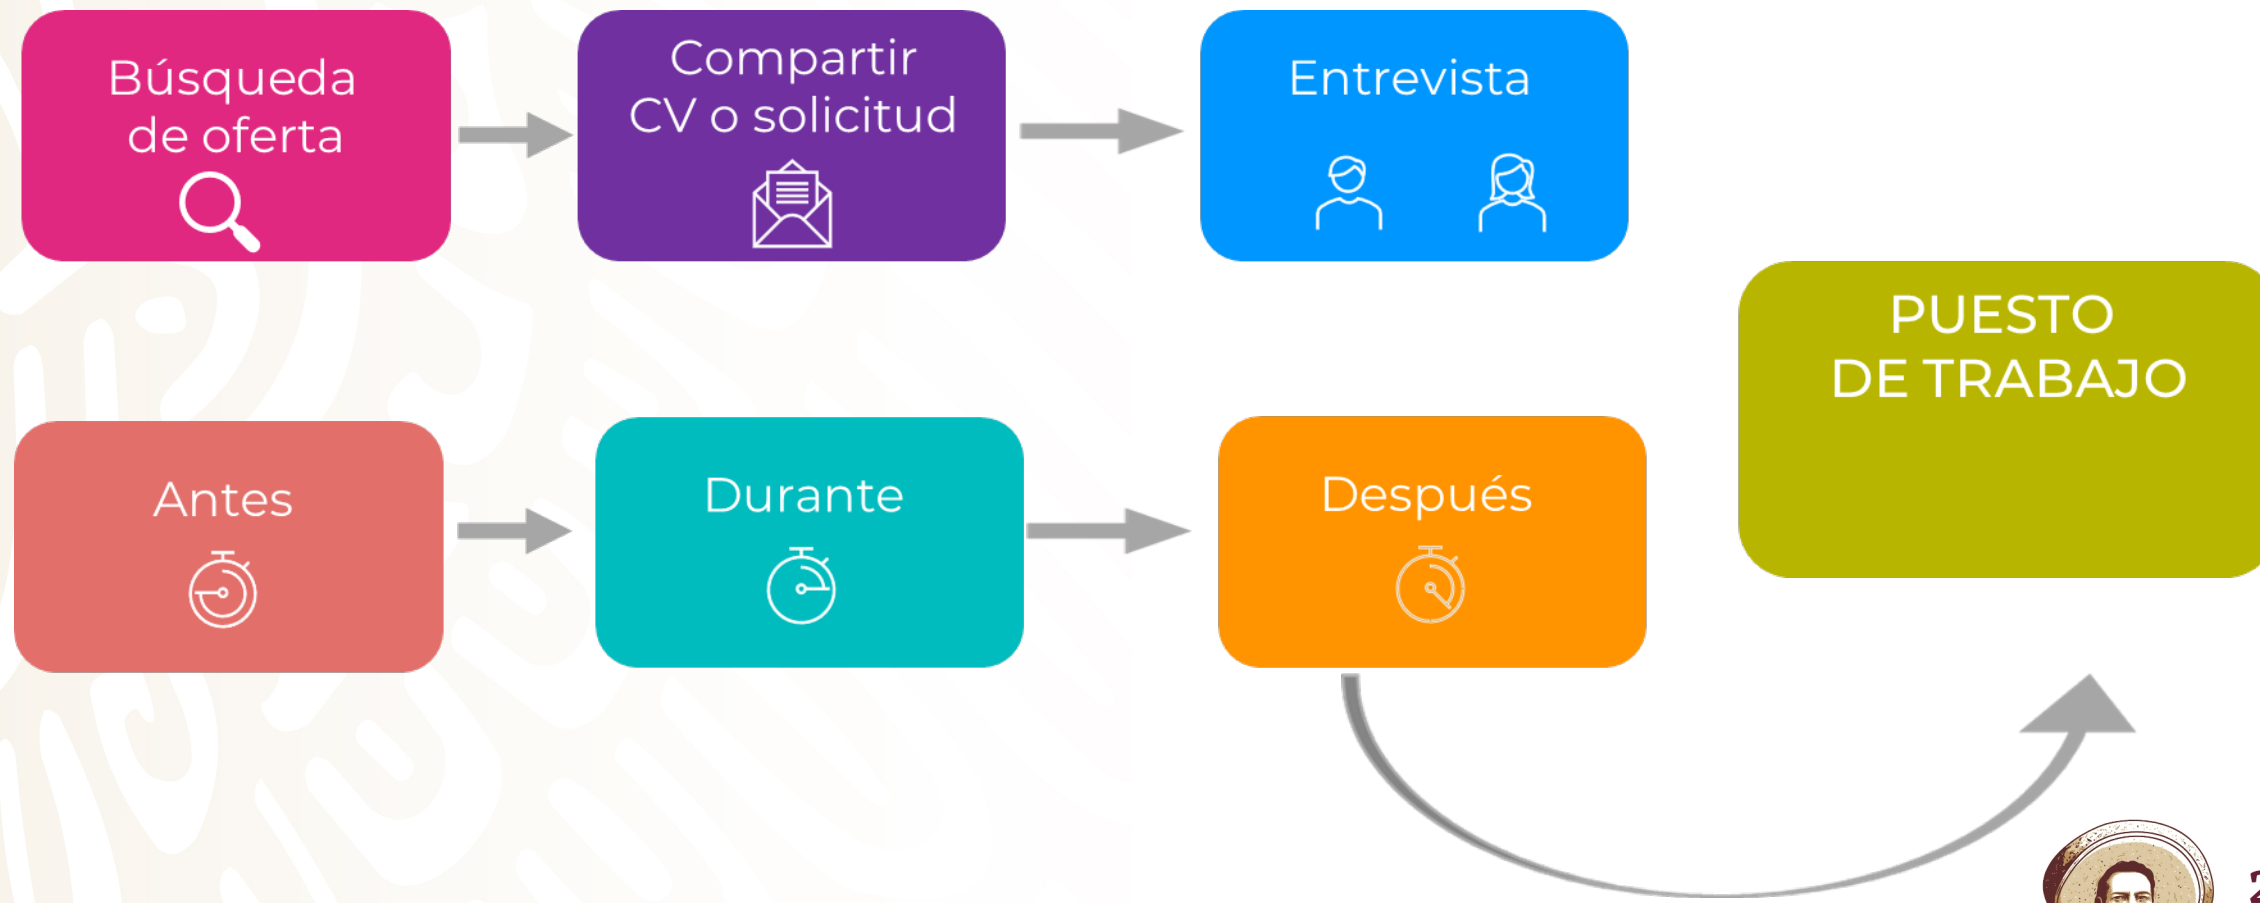 Búsqueda
de oferta
Compartir
CV o solicitud
Entrevista
PUESTO
DE TRABAJO
Antes
Durante
Después